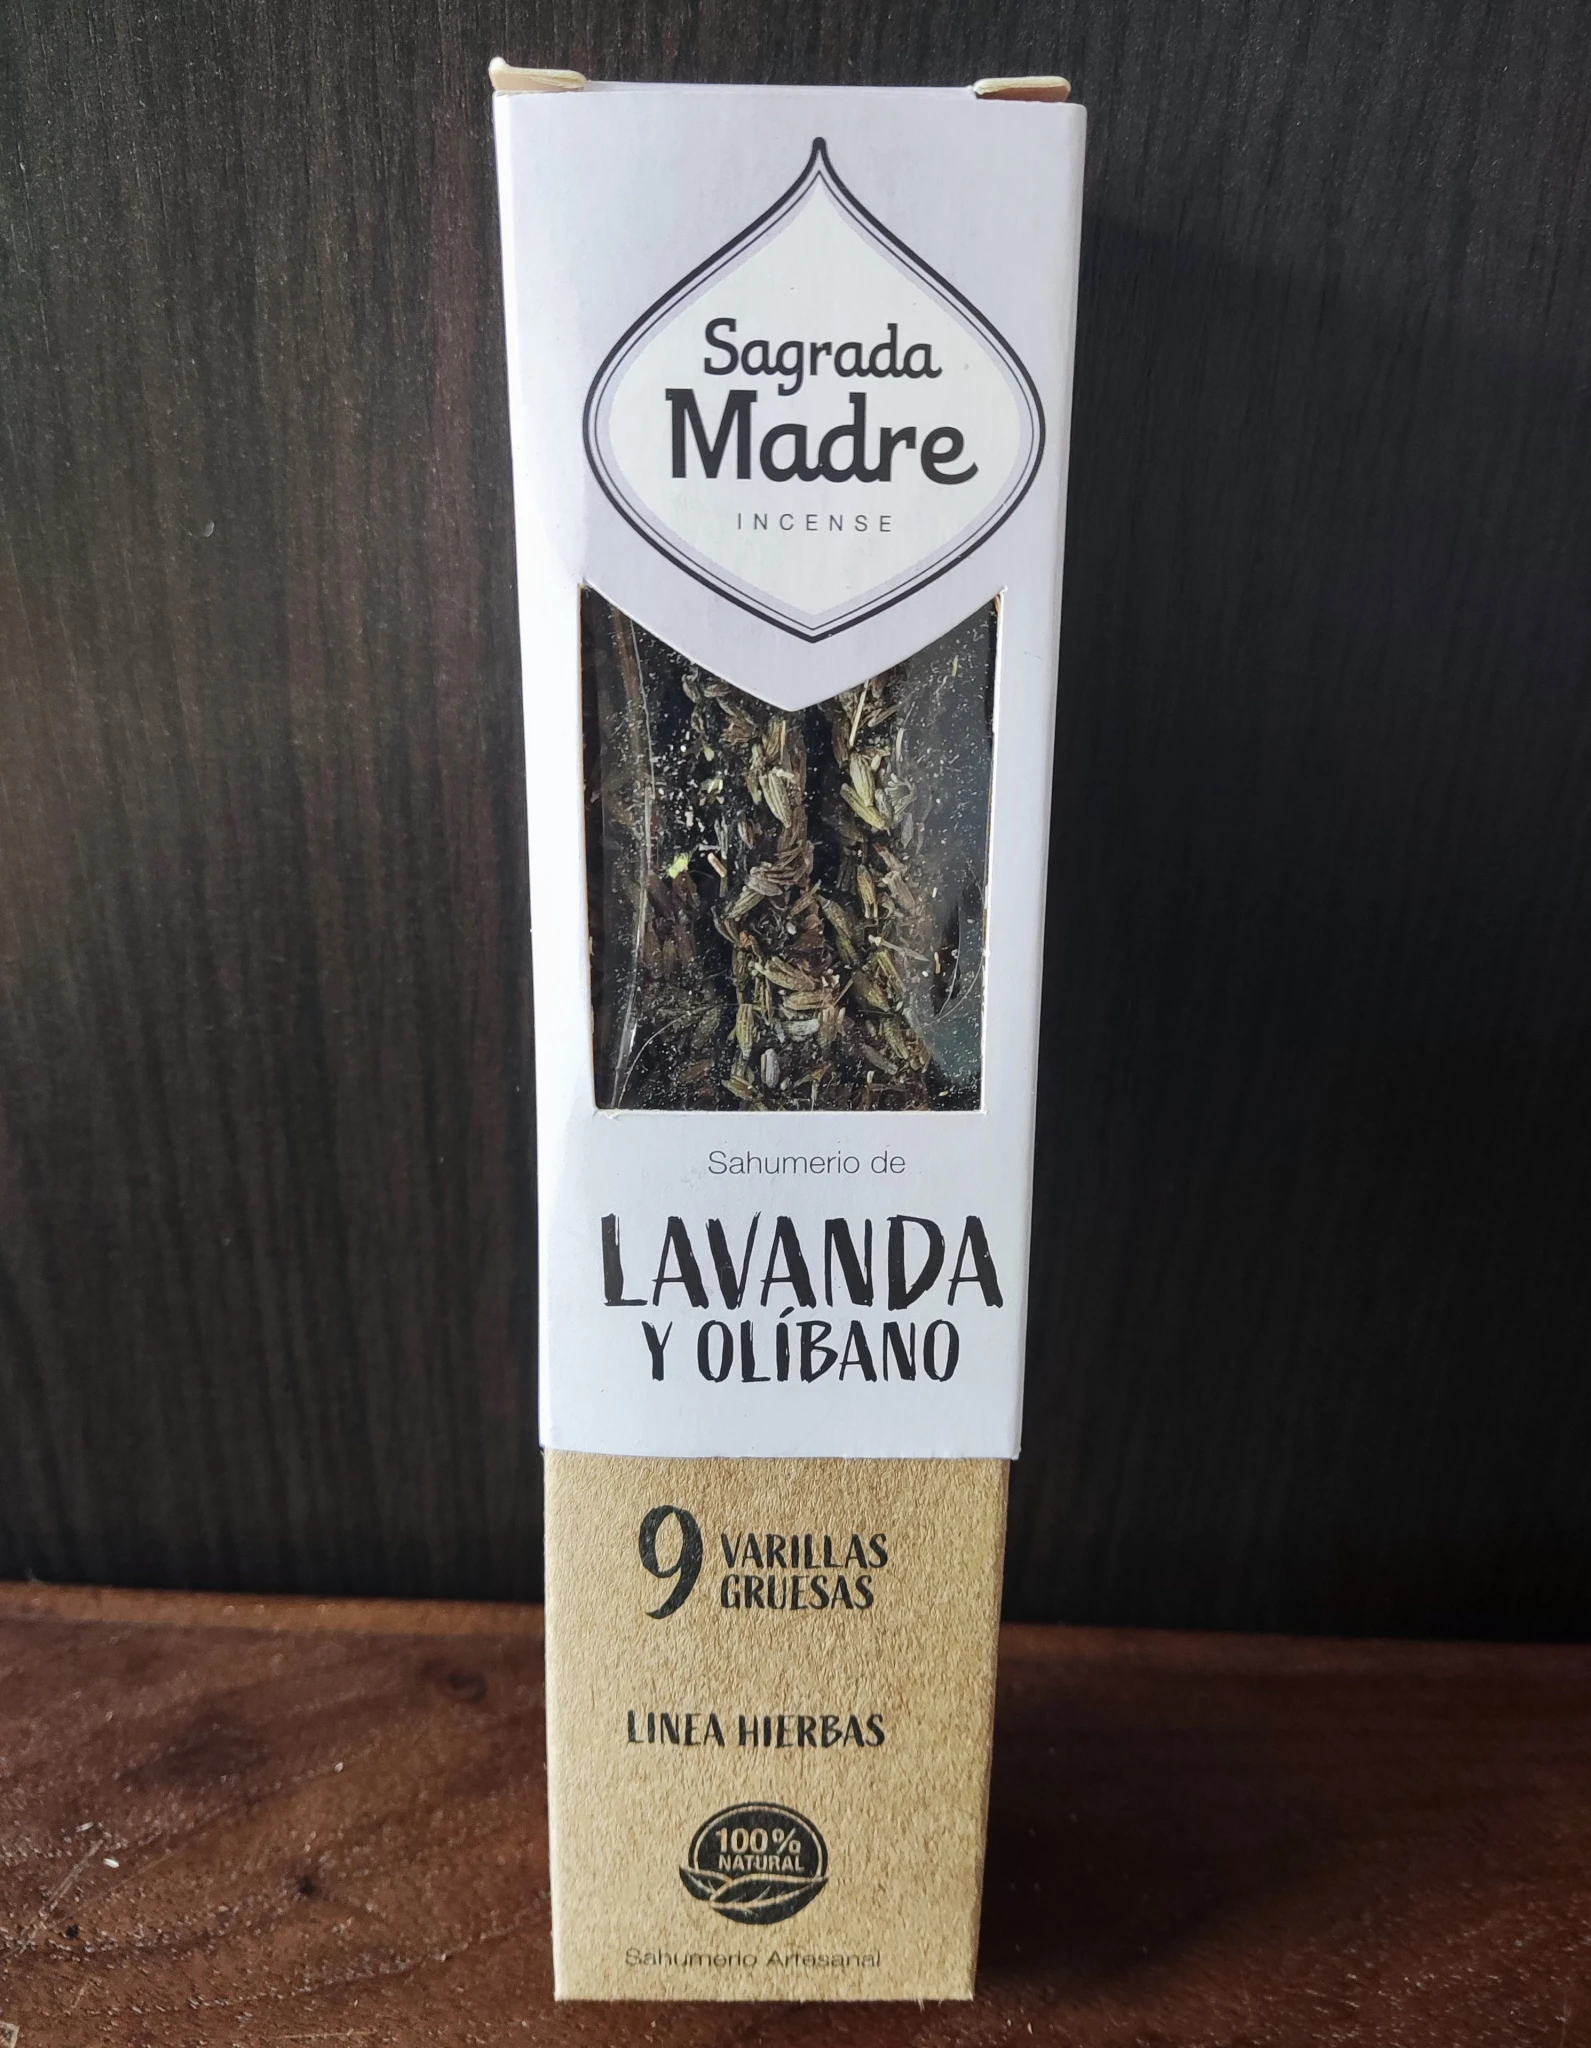 Sagrada
Madre
INCENSE
Sahumerio de
LAVANDA
Y OLÍBANO
9 VARILLAS
GRUESAS
LINEA HIERBAS
100%
NATURAL
Sahumerio Artesanal